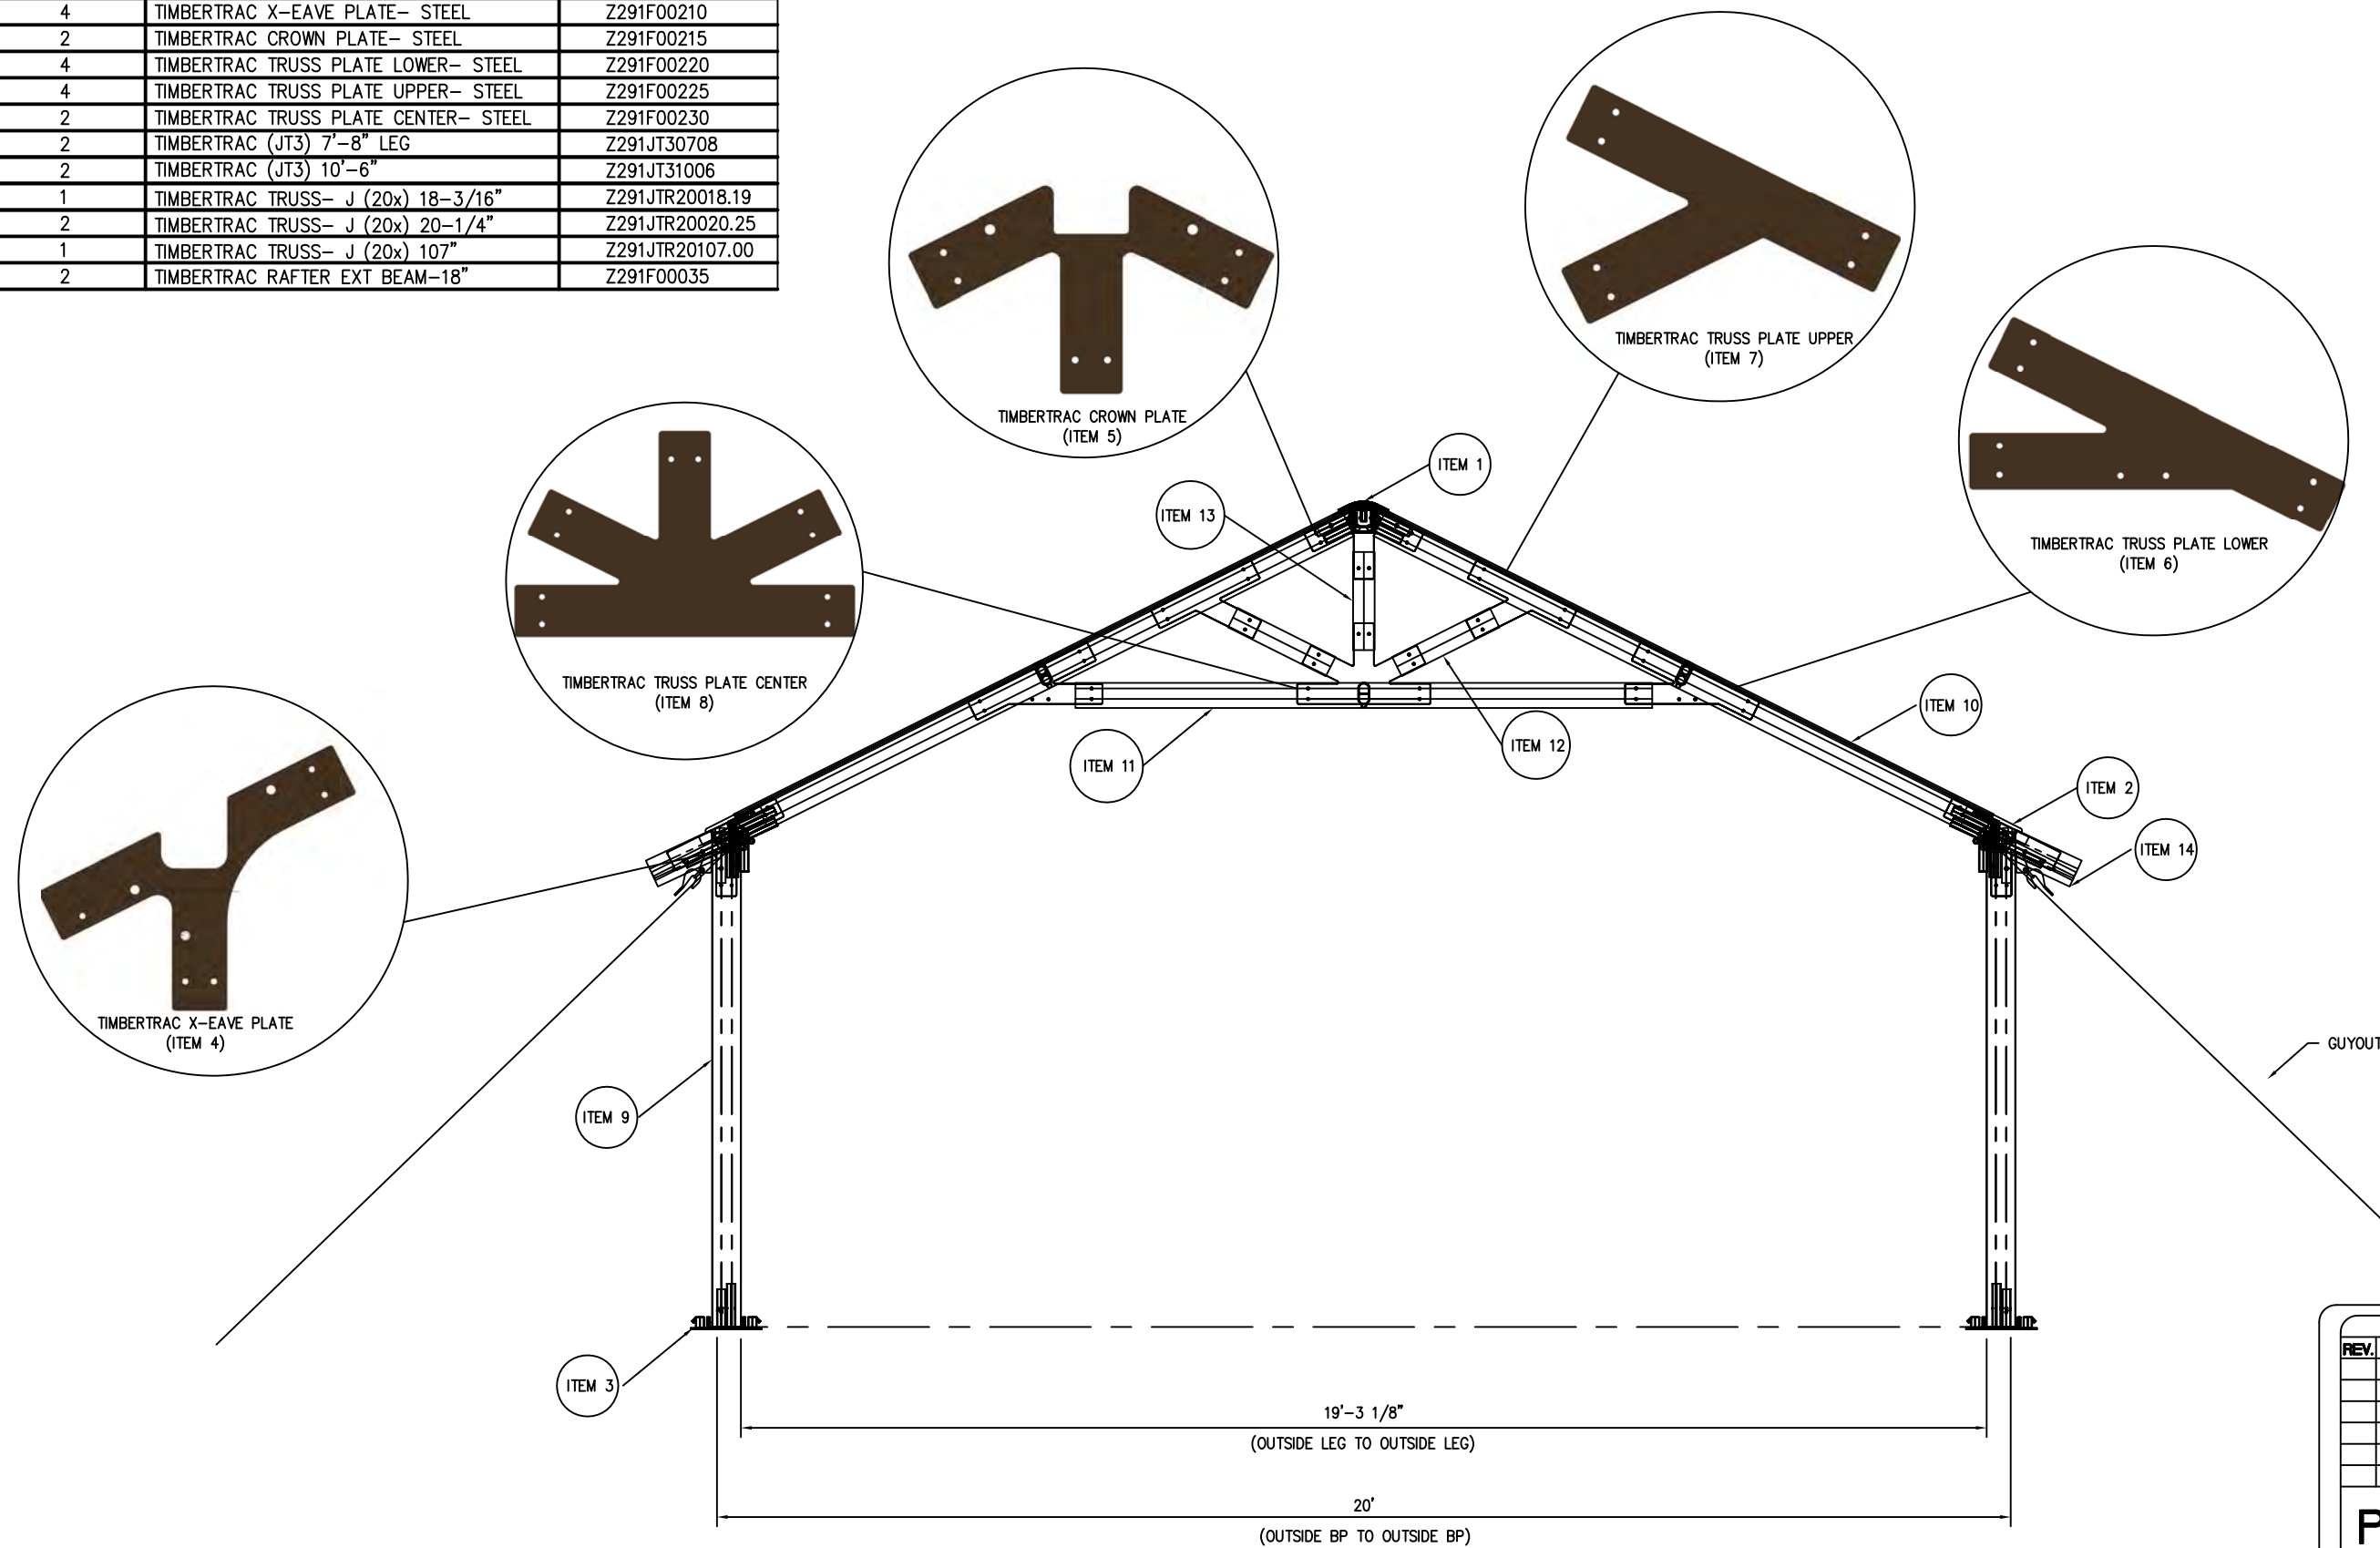 4 TIMBERTRAC X-EAVE PLATE- STEEL Z291F00210
2 TIMBERTRAC CROWN PLATE- STEEL Z291F00215
4 TIMBERTRAC TRUSS PLATE LOWER- STEEL Z291F00220
4 TIMBERTRAC TRUSS PLATE UPPER- STEEL Z291F00225
2 TIMBERTRAC TRUSS PLATE CENTER- STEEL Z291F00230
2 TIMBERTRAC (JT3) 7'-8" LEG Z291JT30708
2 TIMBERTRAC (JT3) 10'-6" Z291JT31006
1 TIMBERTRAC TRUSS- J (20x) 18-3/16" Z291JTR20018.19
2 TIMBERTRAC TRUSS- J (20x) 20-1/4" Z291JTR20020.25
1 TIMBERTRAC TRUSS- J (20x) 107" Z291JTR20107.00
2 TIMBERTRAC RAFTER EXT BEAM-18" Z291F00035
TIMBERTRAC TRUSS PLATE UPPER
(ITEM 7)
TIMBERTRAC CROWN PLATE
(ITEM 5)
TIMBERTRAC TRUSS PLATE LOWER
(ITEM 6)
ITEM 1
ITEM 13
TIMBERTRAC TRUSS PLATE CENTER
(ITEM 8)
ITEM 10
ITEM 12
ITEM 11
ITEM 2
ITEM 14
TIMBERTRAC X-EAVE PLATE
(ITEM 4)
GUYOUT
ITEM 9
ITEM 3
REV.
19'-3 1/8"
(OUTSIDE LEG TO OUTSIDE LEG)
20'
(OUTSIDE BP TO OUTSIDE BP)
P